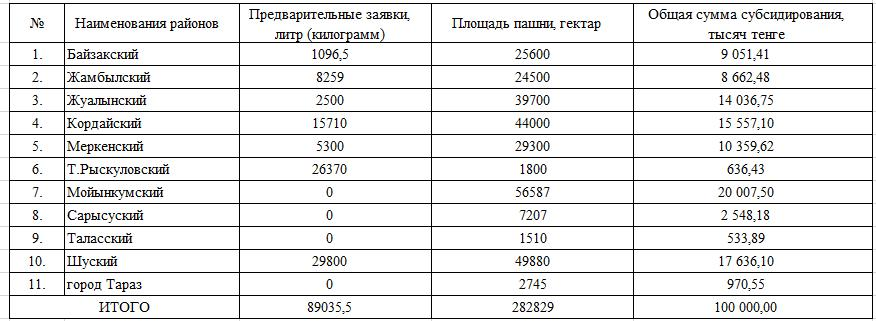 № Наименования районов Предварительные заявки, литр (килограмм) Площадь пашни, гектар Общая сумма субсидирования, тысяч тенге
1. Байзакский 1096,5 25600 9 051,41
2. Жамбылский 8259 24500 8 662,48
3. Жуалынский 2500 39700 14 036,75
4. Кордайский 15710 44000 15 557,10
5. Меркенский 5300 29300 10 359,62
6. Т.Рыскуловский 26370 1800 636,43
7. Мойынкумский 0 56587 20 007,50
8. Сарысуский 0 7207 2 548,18
9. Таласский 0 1510 533,89
10. Шуский 29800 49880 17 636,10
11. город Тараз 0 2745 970,55
ИТОГО 89035,5 282829 100 000,00